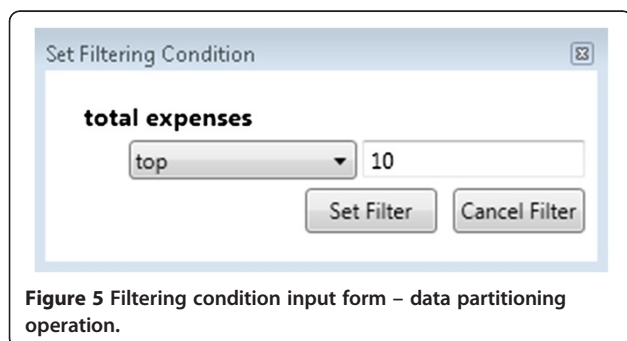 Set Filtering Condition
total expenses
top 10
Set Filter Cancel Filter
Figure 5 Filtering condition input form – data partitioning
operation.